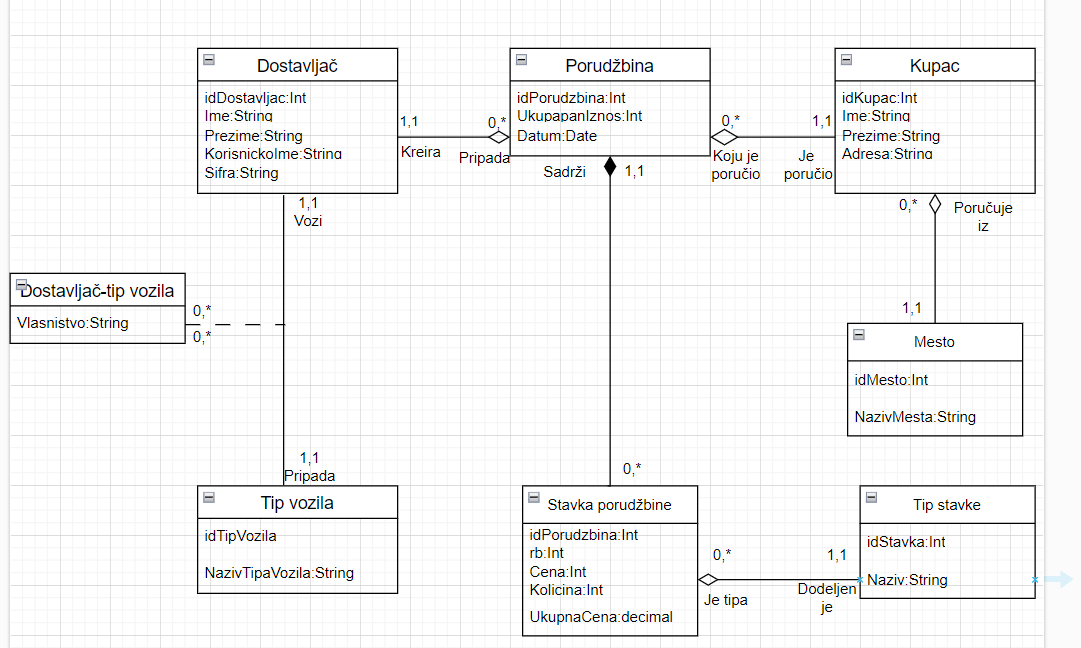 Dostavljač
idDostavljac:Int
Ime:String
Prezime:String
KorisnickoIme:String
Sifra:String
1,1
Kreira
0,*
Pripada
Porudžbina
idPorudzbina:Int
UkupapanIznos:Int
Datum:Date
Sadrži
1,1
0,*
Koju je
poručio
1,1
Je
poručio
Kupac
idKupac:Int
Ime:String
Prezime:String
Adresa:String
0,*
Poručuje
iz
1,1
Vozi
Dostavljač-tip vozila
Vlasnistvo:String
0,*
0,*
1,1
Mesto
idMesto:Int
NazivMesta:String
1,1
Pripada
Tip vozila
idTipVozila
NazivTipaVozila:String
0,*
Stavka porudžbine
idPorudzbina:Int
rb:Int
Cena:Int
Kolicina:Int
UkupnaCena:decimal
0,*
Je tipa
1,1
Dodeljen
je
Tip stavke
idStavka:Int
Naziv:String